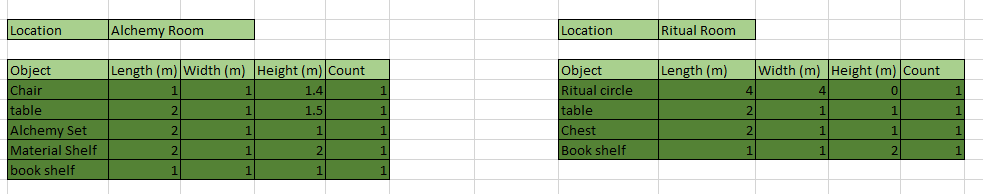 Location Alchemy Room
Object Length (m) Width (m) Height (m) Count
Chair 1 1 1.4 1
table 2 1 1.5 1
Alchemy Set 2 1 1 1
Material Shelf 2 1 2 1
book shelf 1 1 1 1
Location Ritual Room
Object Length (m) Width (m) Height (m) Count
Ritual circle 4 4 0 1
table 2 1 1 1
Chest 2 1 1 1
Book shelf 1 1 2 1